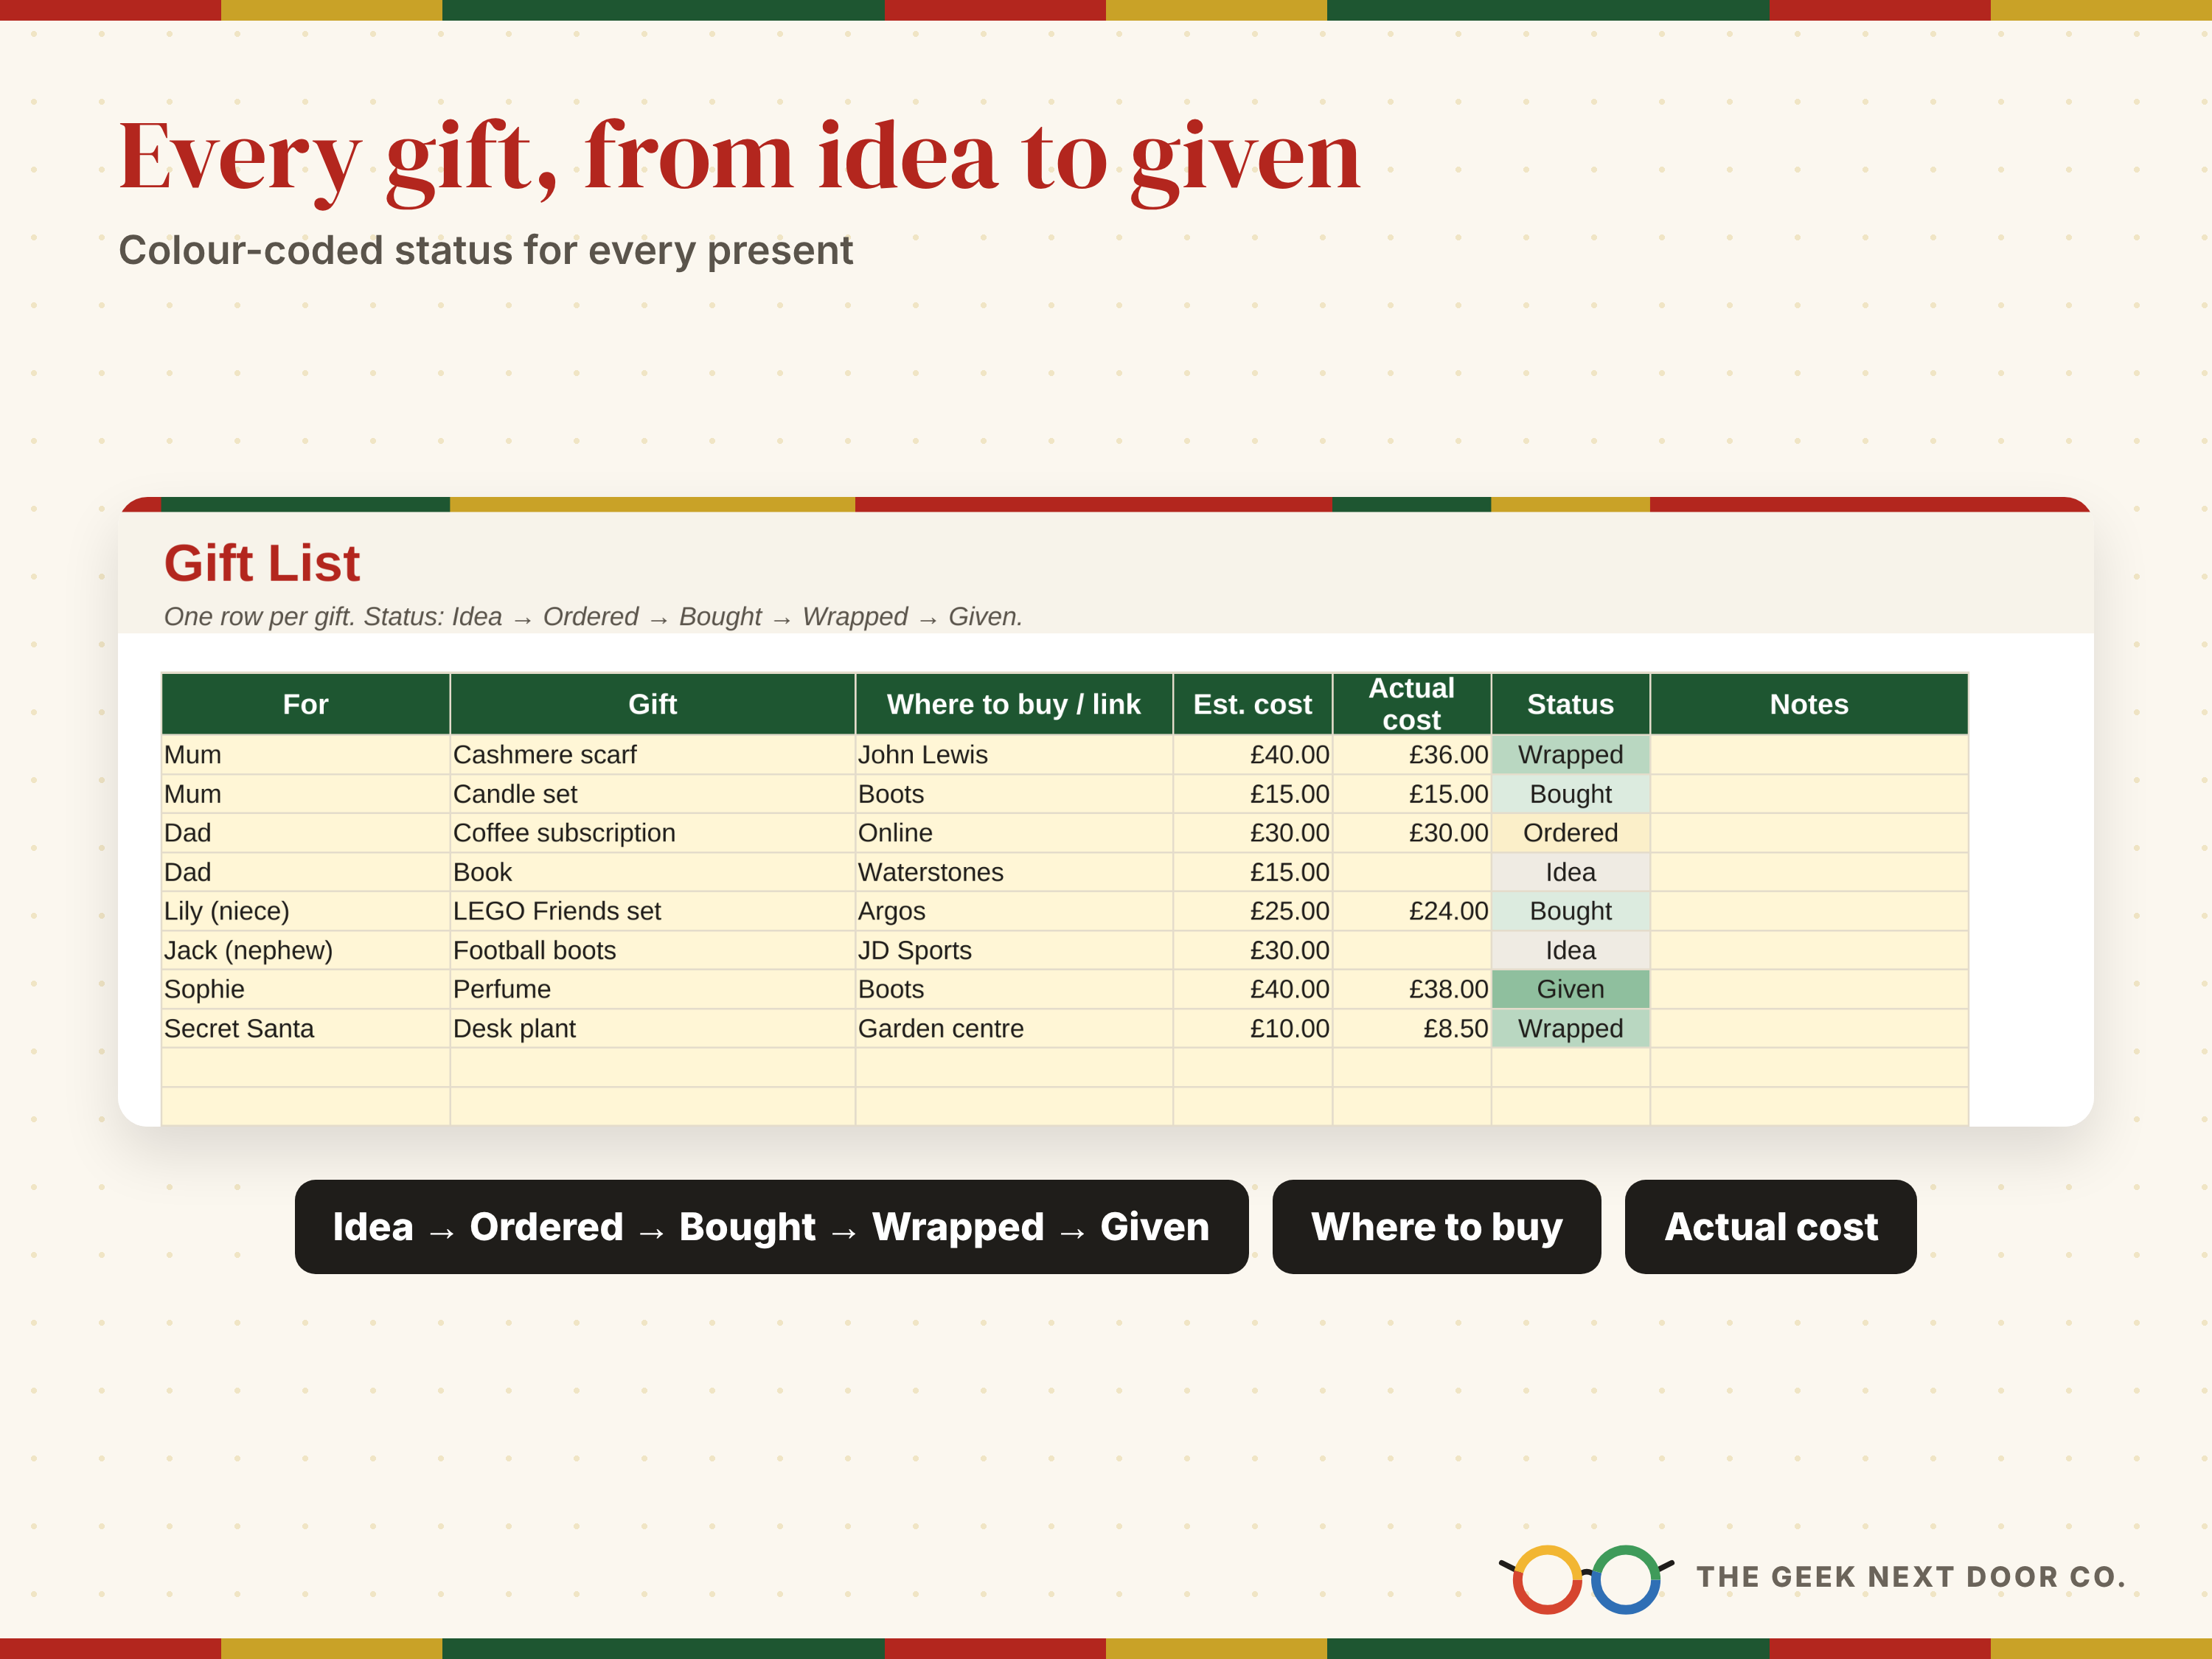 Every gift, from idea to given
Colour-coded status for every present
Gift List
One row per gift. Status: Idea → Ordered → Bought → Wrapped → Given.
For Gift Where to buy / link Est. cost Actual cost Status Notes
Mum Cashmere scarf John Lewis £40.00 £36.00 Wrapped
Mum Candle set Boots £15.00 £15.00 Bought
Dad Coffee subscription Online £30.00 £30.00 Ordered
Dad Book Waterstones £15.00 Idea
Lily (niece) LEGO Friends set Argos £25.00 £24.00 Bought
Jack (nephew) Football boots JD Sports £30.00 Idea
Sophie Perfume Boots £40.00 £38.00 Given
Secret Santa Desk plant Garden centre £10.00 £8.50 Wrapped
Idea → Ordered → Bought → Wrapped → Given Where to buy Actual cost
THE GEEK NEXT DOOR CO.